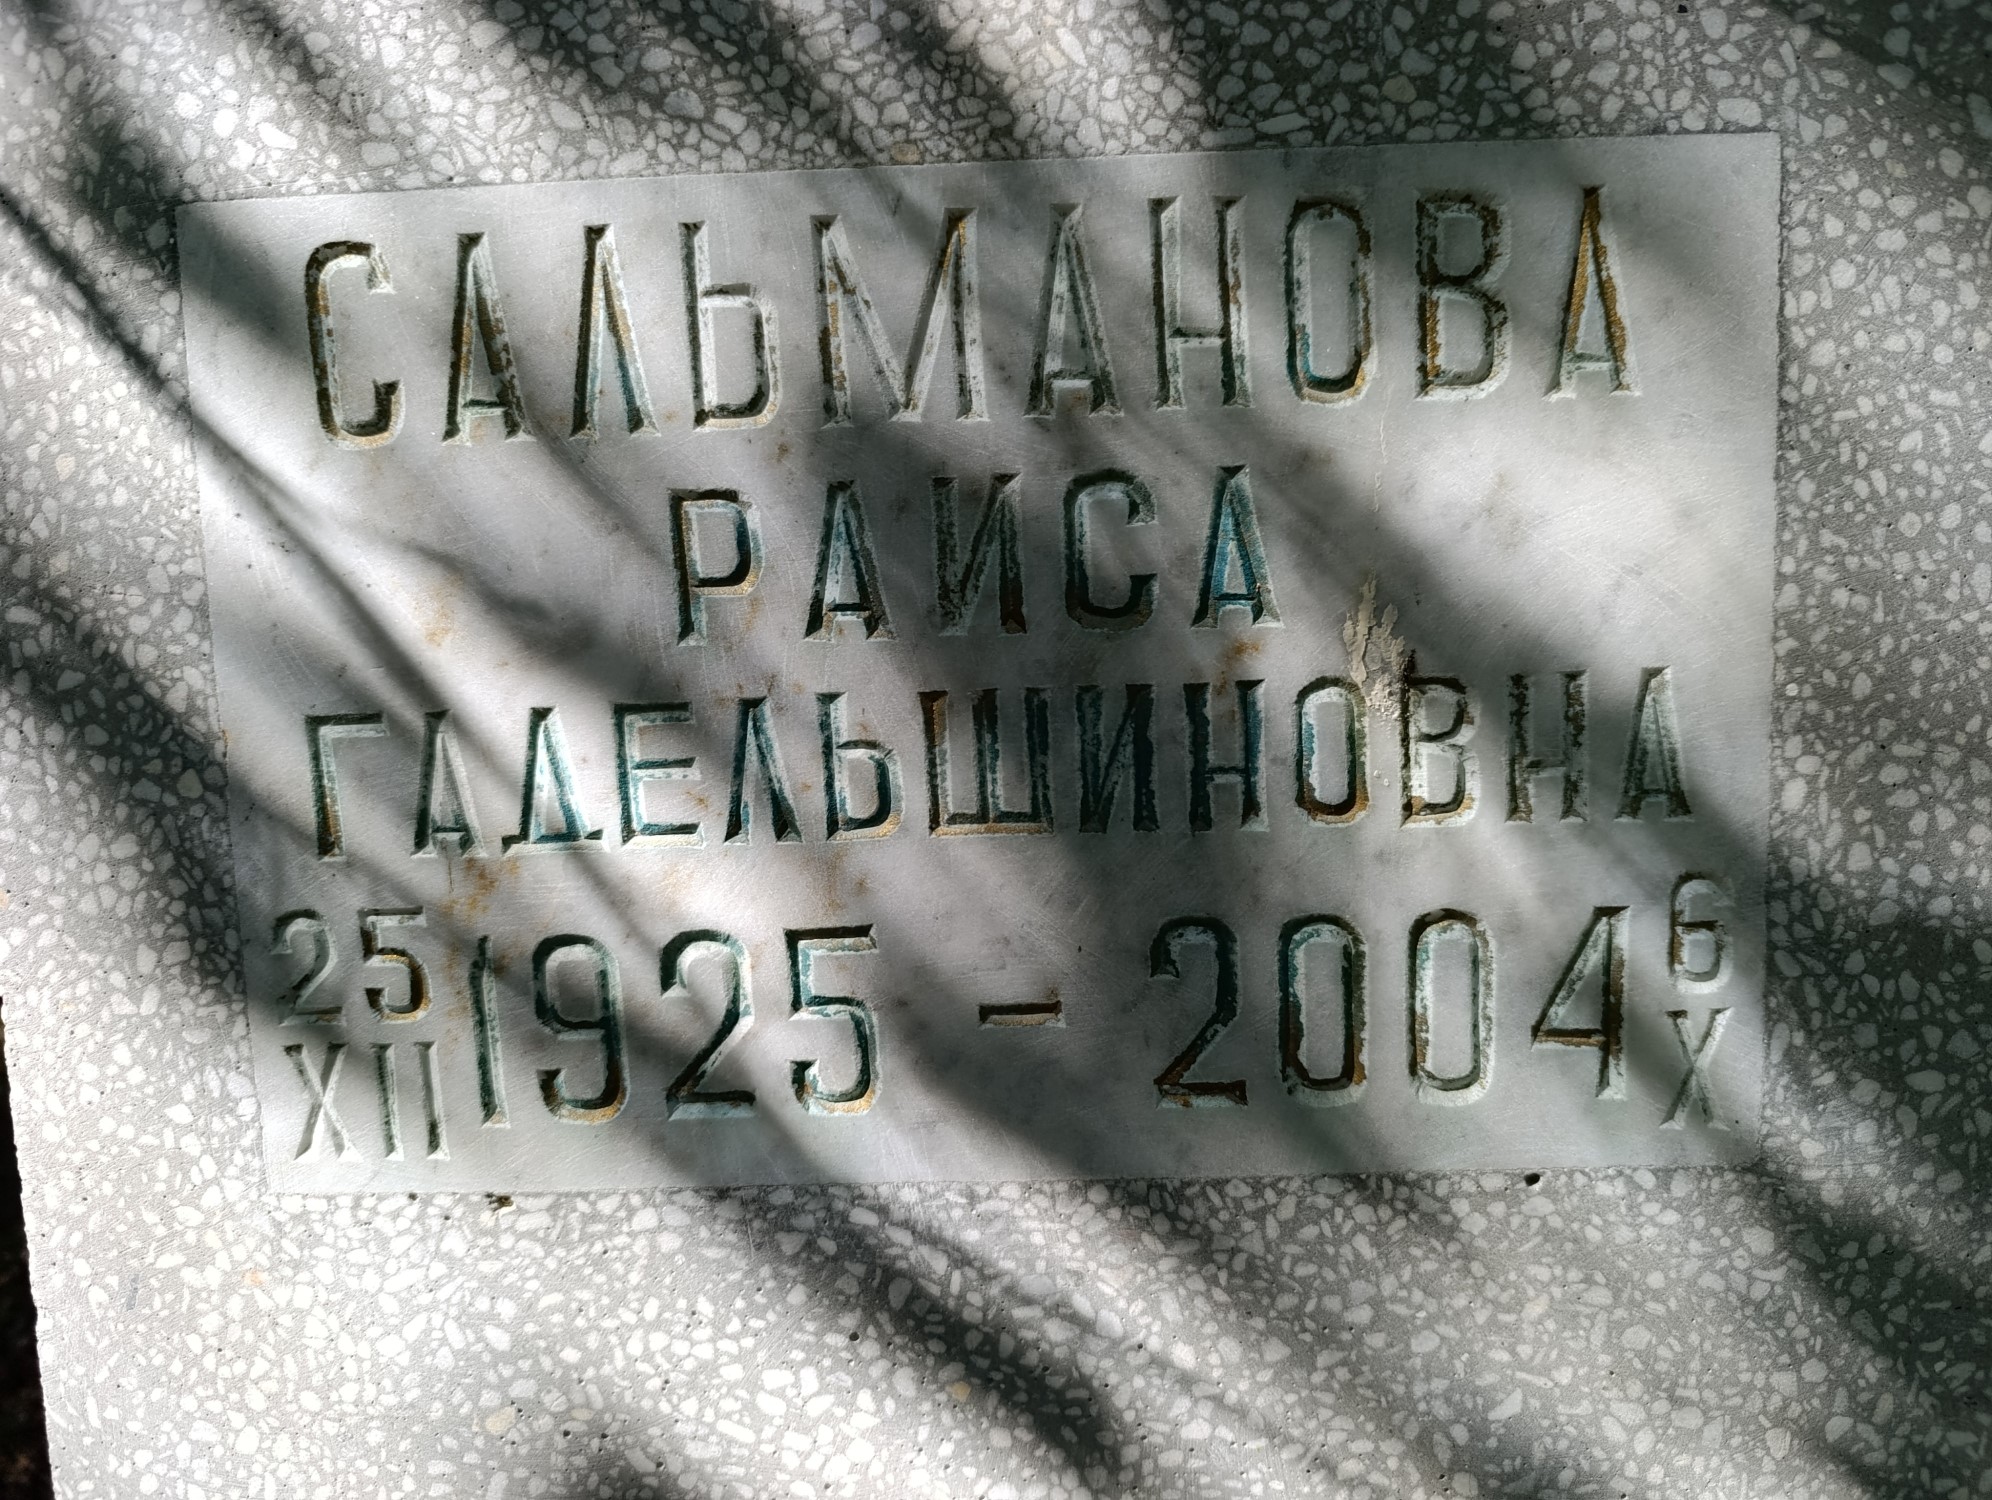 САЛЬМАНОВА
РАИСА
ГАДЕЛЬШИНОВНА
25 XII 1925 – 2004 6 X